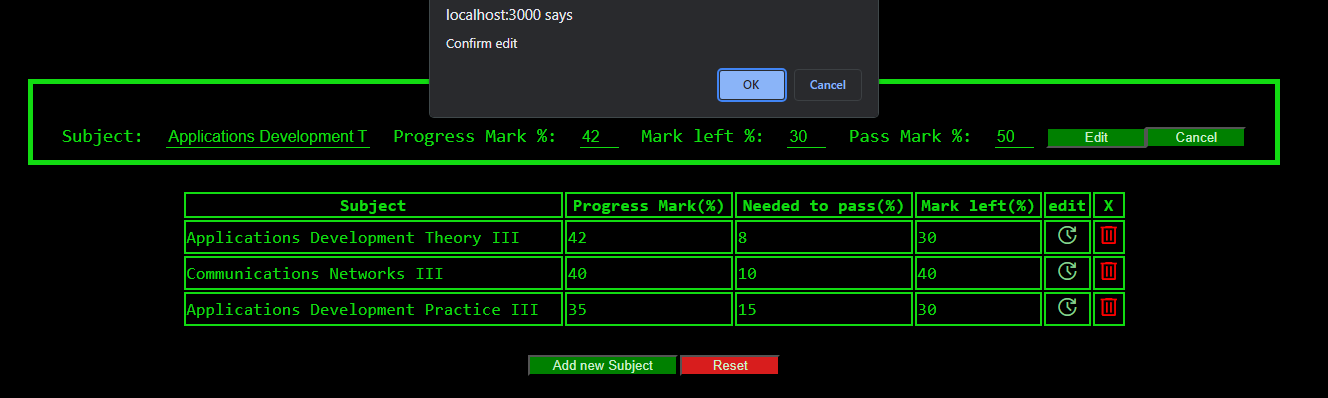 localhost:3000 says
Confirm edit
OK Cancel
Subject: Applications Development T Progress Mark %: 42 Mark left %: 30 Pass Mark %: 50 Edit Cancel
Subject Progress Mark(%) Needed to pass(%) Mark left(%) edit X
Applications Development Theory III 42 8 30
Communications Networks III 40 10 40
Applications Development Practice III 35 15 30
Add new Subject Reset